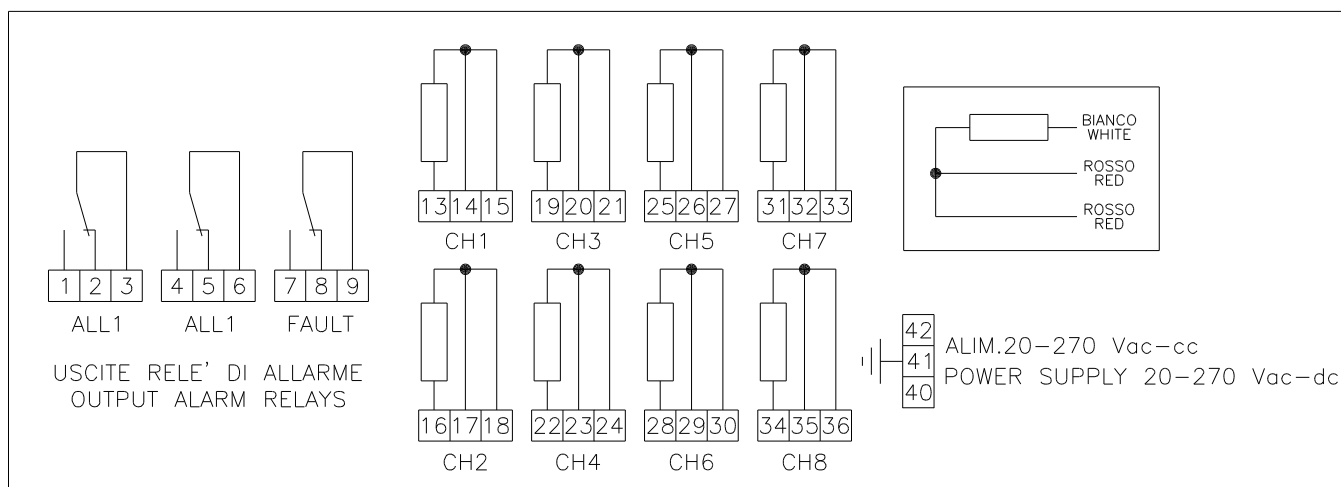 13 14 15
CH1
19 20 21
CH3
25 26 27
CH5
31 32 33
CH7
BIANCO
WHITE
ROSSO
RED
ROSSO
RED
1 2 3
ALL1
4 5 6
ALL1
7 8 9
FAULT
USCITE RELE' DI ALLARME
OUTPUT ALARM RELAYS
16 17 18
CH2
22 23 24
CH4
28 29 30
CH6
34 35 36
CH8
42
41
40
ALIM.20-270 Vac-cc
POWER SUPPLY 20-270 Vac-dc